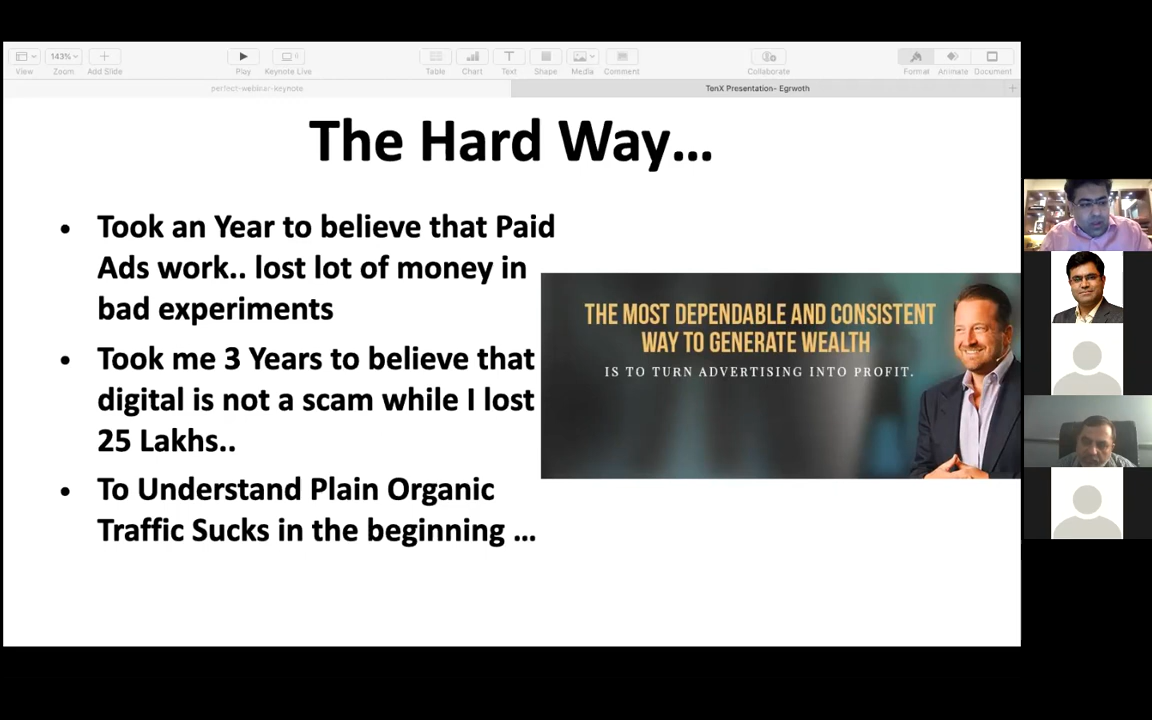 143%
View
Zoom
Add Slide
Play
Keynote Live
Table
Chart
Text
Shape
Media
Comment
Collaborate
Format
Animate
Document
perfect-webinar-keynote
TenX Presentation- Egrwoth
The Hard Way...
• Took an Year to believe that Paid
Ads work.. lost lot of money in
bad experiments
• Took me 3 Years to believe that
digital is not a scam while I lost
25 Lakhs..
• To Understand Plain Organic
Traffic Sucks in the beginning ...
THE MOST DEPENDABLE AND CONSISTENT
WAY TO GENERATE WEALTH
IS TO TURN ADVERTISING INTO PROFIT.